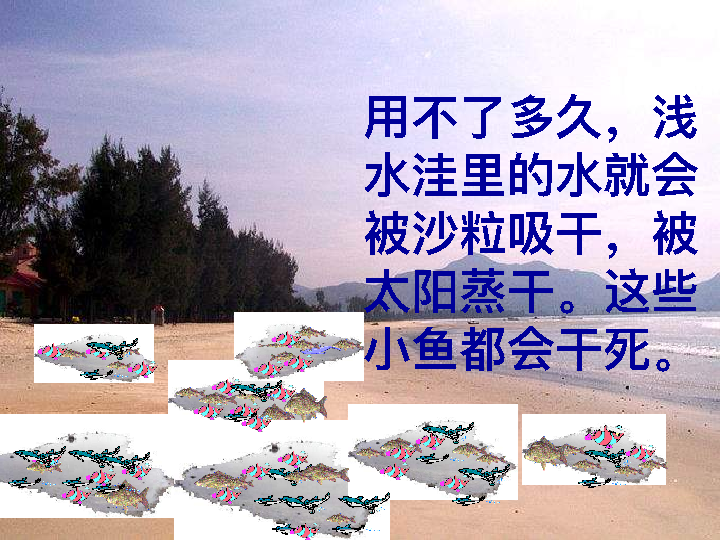 用不了多久，浅
水洼里的水就会
被沙粒吸干，被
太阳蒸干。这些
小鱼都会干死。